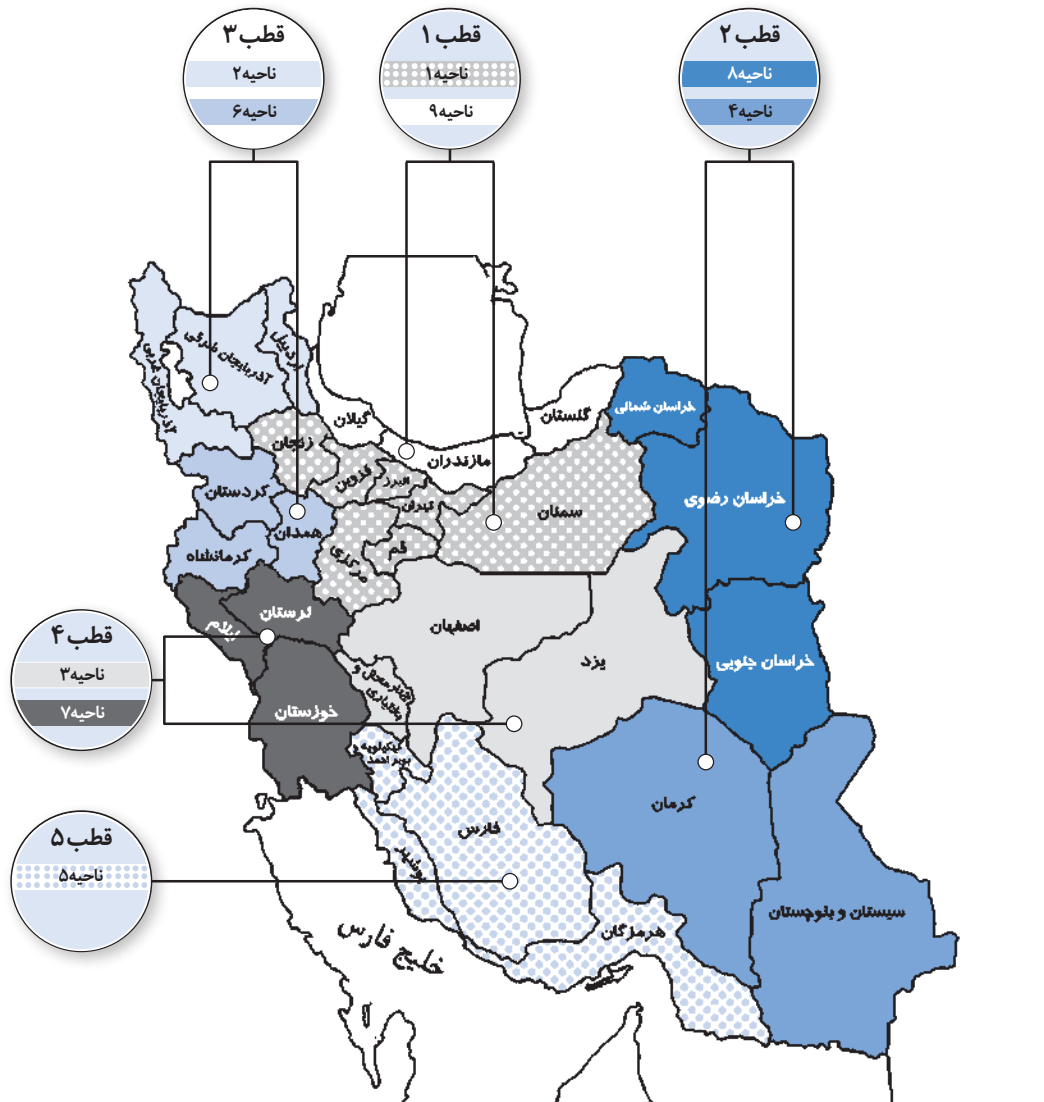 قطب ۲
ناحیه۸
ناحیه۴
قطب ۱
ناحیه۱
ناحیه۹
قطب ۳
ناحیه۲
ناحیه۶
آذربایجان شرقی
اردبیل
آذربایجان غربی
گیلان
مازندران
گلستان
خراسان شمالی
خراسان رضوی
زنجان
قزوین
البرز
تهران
سمنان
کردستان
همدان
کرمانشاه
مرکزی
قم
لرستان
ایلام
اصفهان
یزد
خراسان جنوبی
قطب ۴
ناحیه۳
ناحیه۷
چهارمحال و
بختیاری
خوزستان
کهکیلویه و
بویر احمد
کرمان
فارس
بوشهر
قطب ۵
ناحیه۵
سیستان و بلوچستان
هرمزگان
خلیج فارس